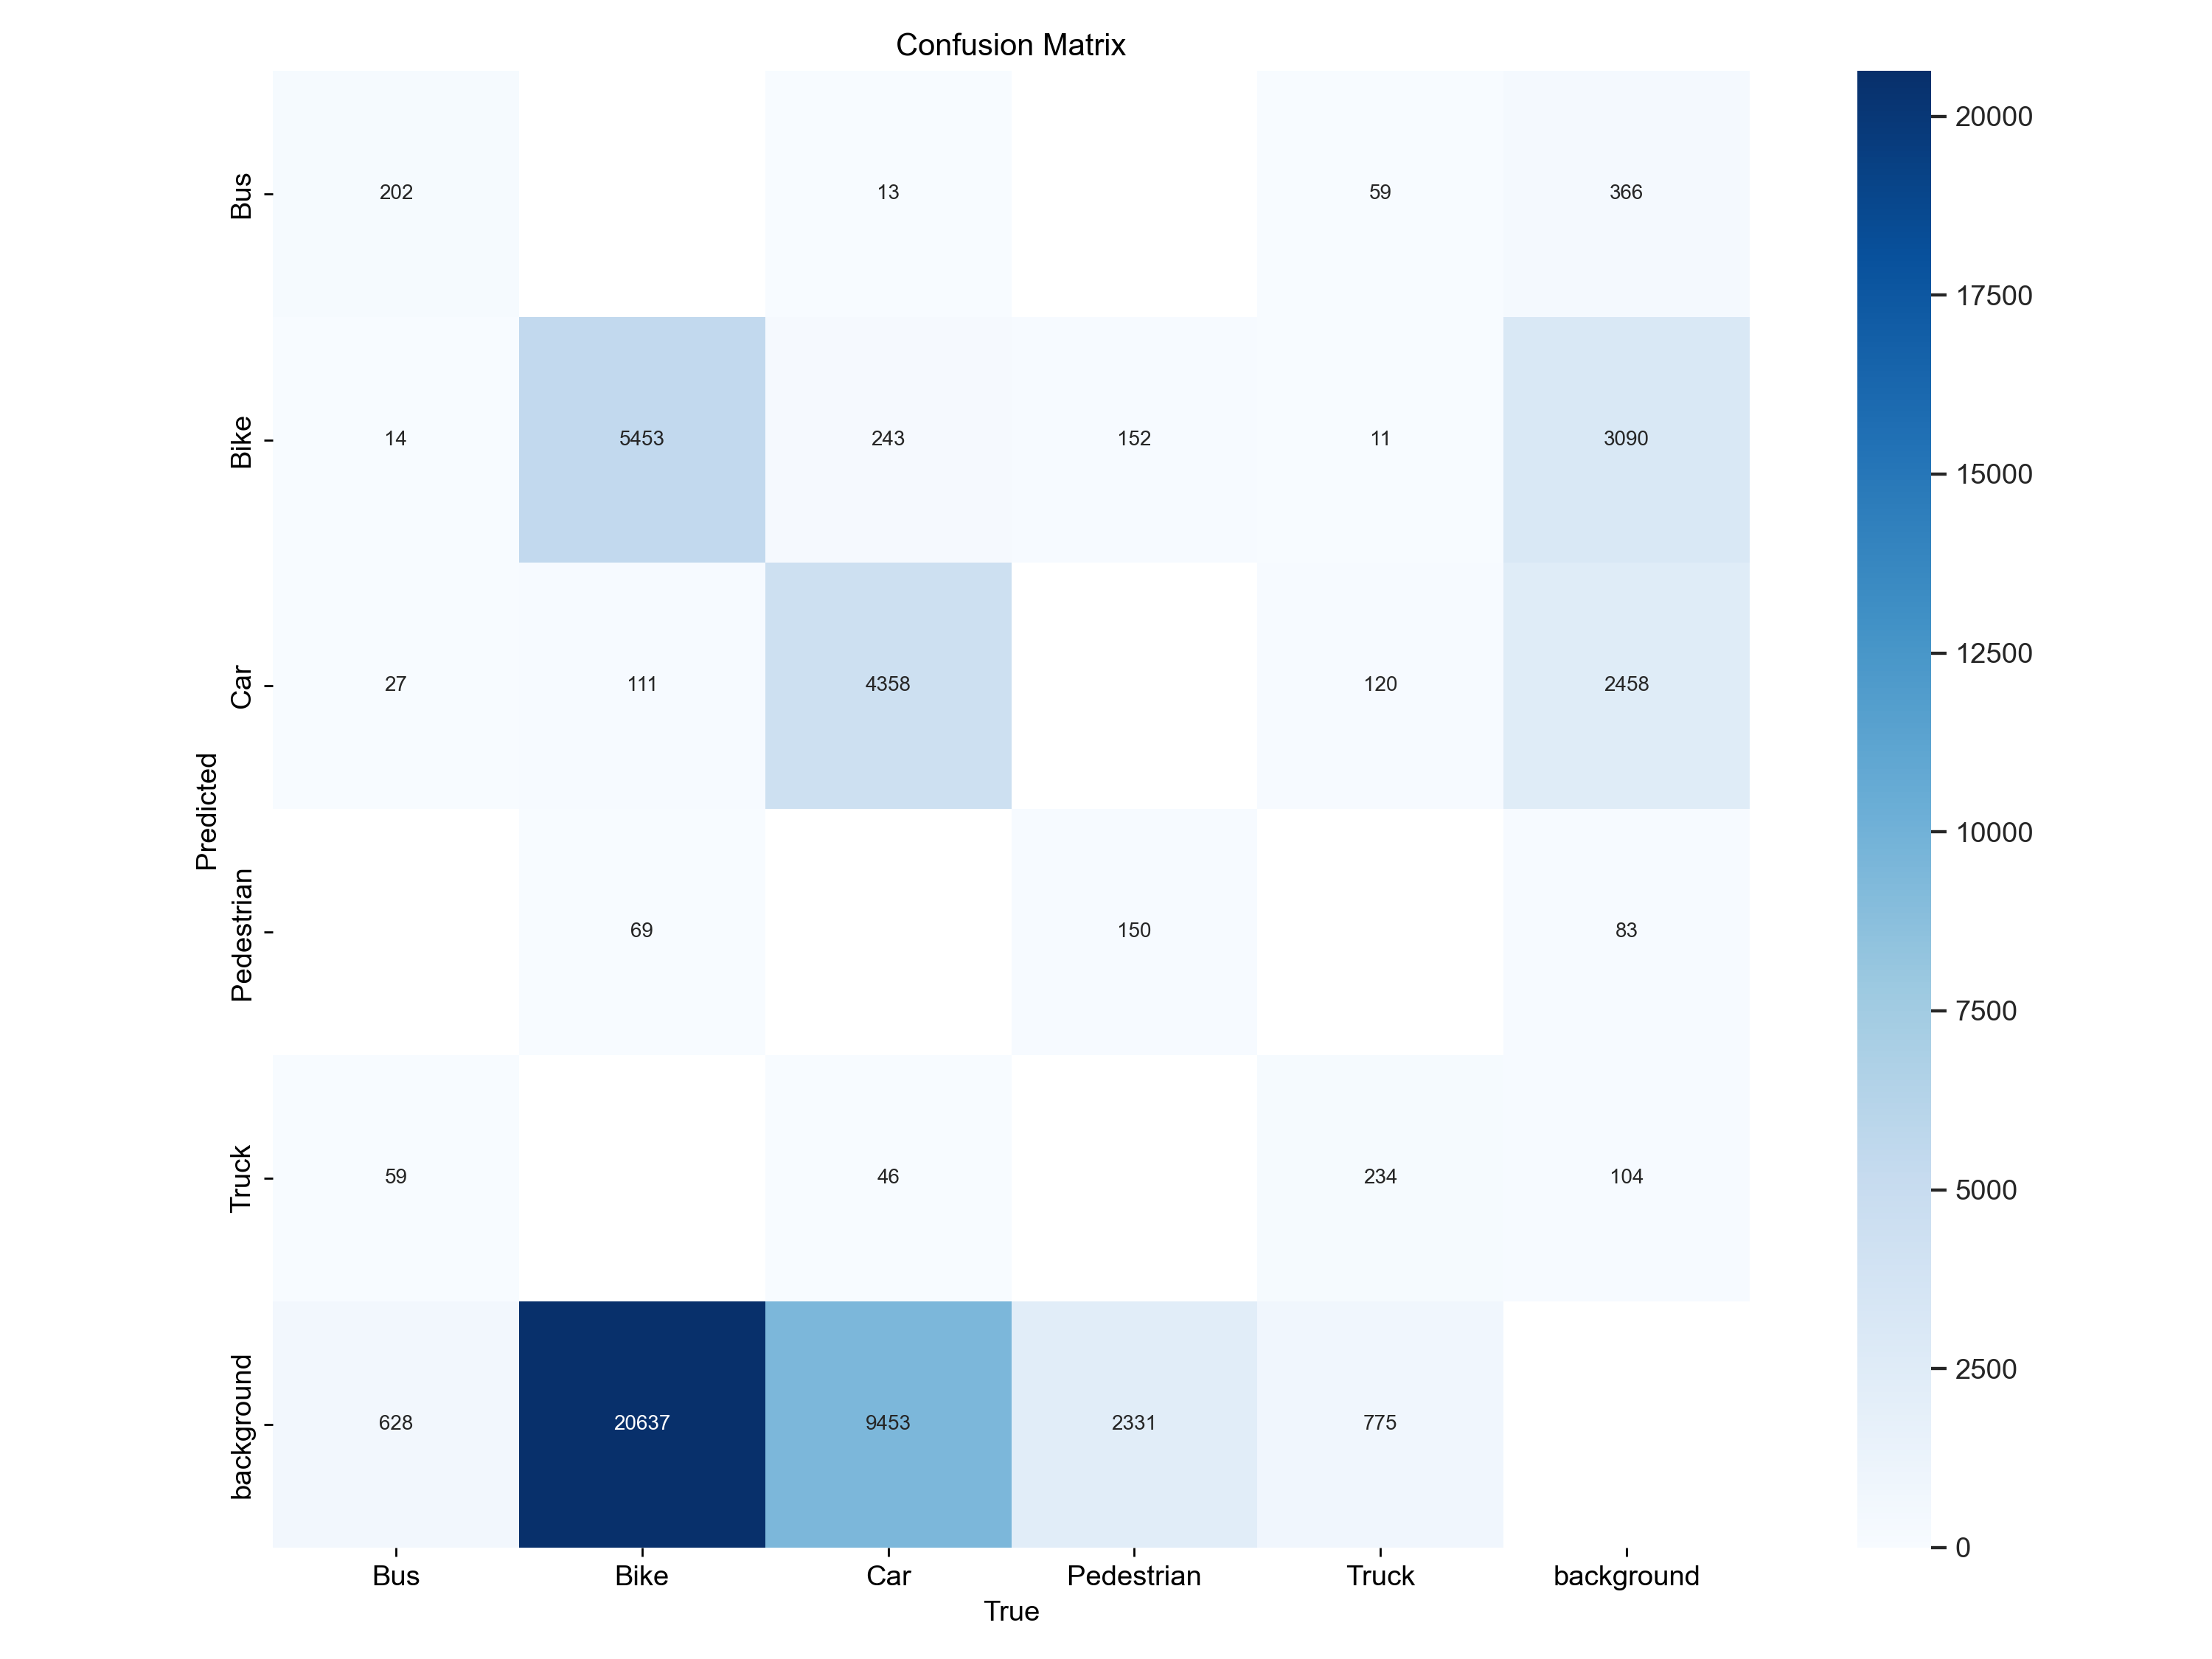 Confusion Matrix
Predicted
Bus
202 13 59 366
Bike
14 5453 243 152 11 3090
Car
27 111 4358 120 2458
Pedestrian
69 150 83
Truck
59 46 234 104
background
628 20637 9453 2331 775
Bus Bike Car Pedestrian Truck background
True
20000
17500
15000
12500
10000
7500
5000
2500
0